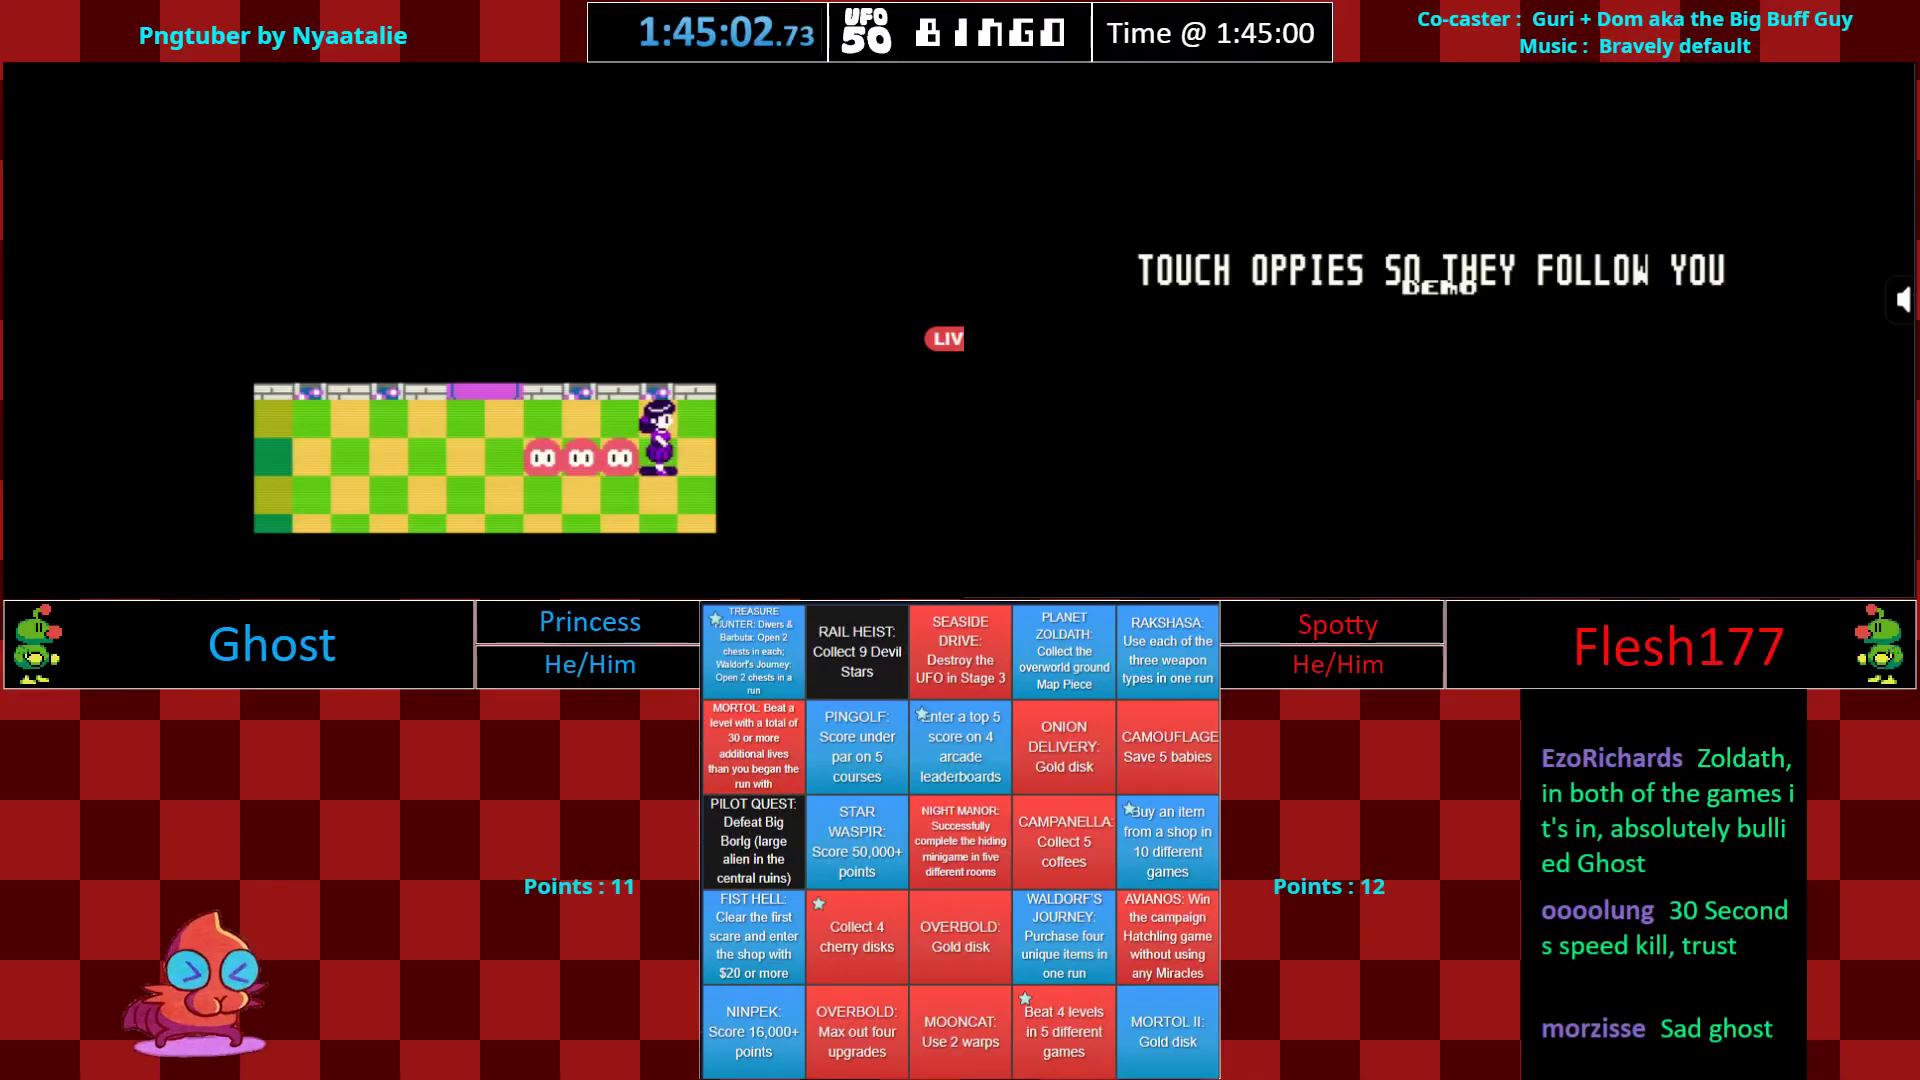 Pngtuber by Nyaatalie
1:45:02.73
UFO 50
BINGO
Time @ 1:45:00
Co-caster : Guri + Dom aka the Big Buff Guy
Music : Bravely default
TOUCH OPPIES SO THEY FOLLOW YOU
DEMO
LIV
Ghost
Princess
He/Him
Spotty
He/Him
Flesh177
TREASURE
HUNTER: Divers &
Barbuta: Open 2
chests in each;
Waldorf's Journey:
Open 2 chests in a
run
RAIL HEIST:
Collect 9 Devil
Stars
SEASIDE
DRIVE:
Destroy the
UFO in Stage 3
PLANET
ZOLDATH:
Collect the
overworld ground
Map Piece
RAKSHASA:
Use each of the
three weapon
types in one run
MORTOL: Beat a
level with a total of
30 or more
additional lives
than you began the
run with
PINGOLF:
Score under
par on 5
courses
Enter a top 5
score on 4
arcade
leaderboards
ONION
DELIVERY:
Gold disk
CAMOUFLAGE
Save 5 babies
PILOT QUEST:
Defeat Big
Borlg (large
alien in the
central ruins)
STAR
WASPIR:
Score 50,000+
points
NIGHT MANOR:
Successfully
complete the hiding
minigame in five
different rooms
CAMPANELLA:
Collect 5
coffees
Buy an item
from a shop in
10 different
games
FIST HELL:
Clear the first
scare and enter
the shop with
$20 or more
Collect 4
cherry disks
OVERBOLD:
Gold disk
WALDORF'S
JOURNEY:
Purchase four
unique items in
one run
AVIANOS: Win
the campaign
Hatchling game
without using
any Miracles
NINPEK:
Score 16,000+
points
OVERBOLD:
Max out four
upgrades
MOONCAT:
Use 2 warps
Beat 4 levels
in 5 different
games
MORTOL II:
Gold disk
Points : 11
Points : 12
EzoRichards Zoldath,
in both of the games i
t's in, absolutely bulli
ed Ghost
oooolung 30 Second
s speed kill, trust
morzisse Sad ghost